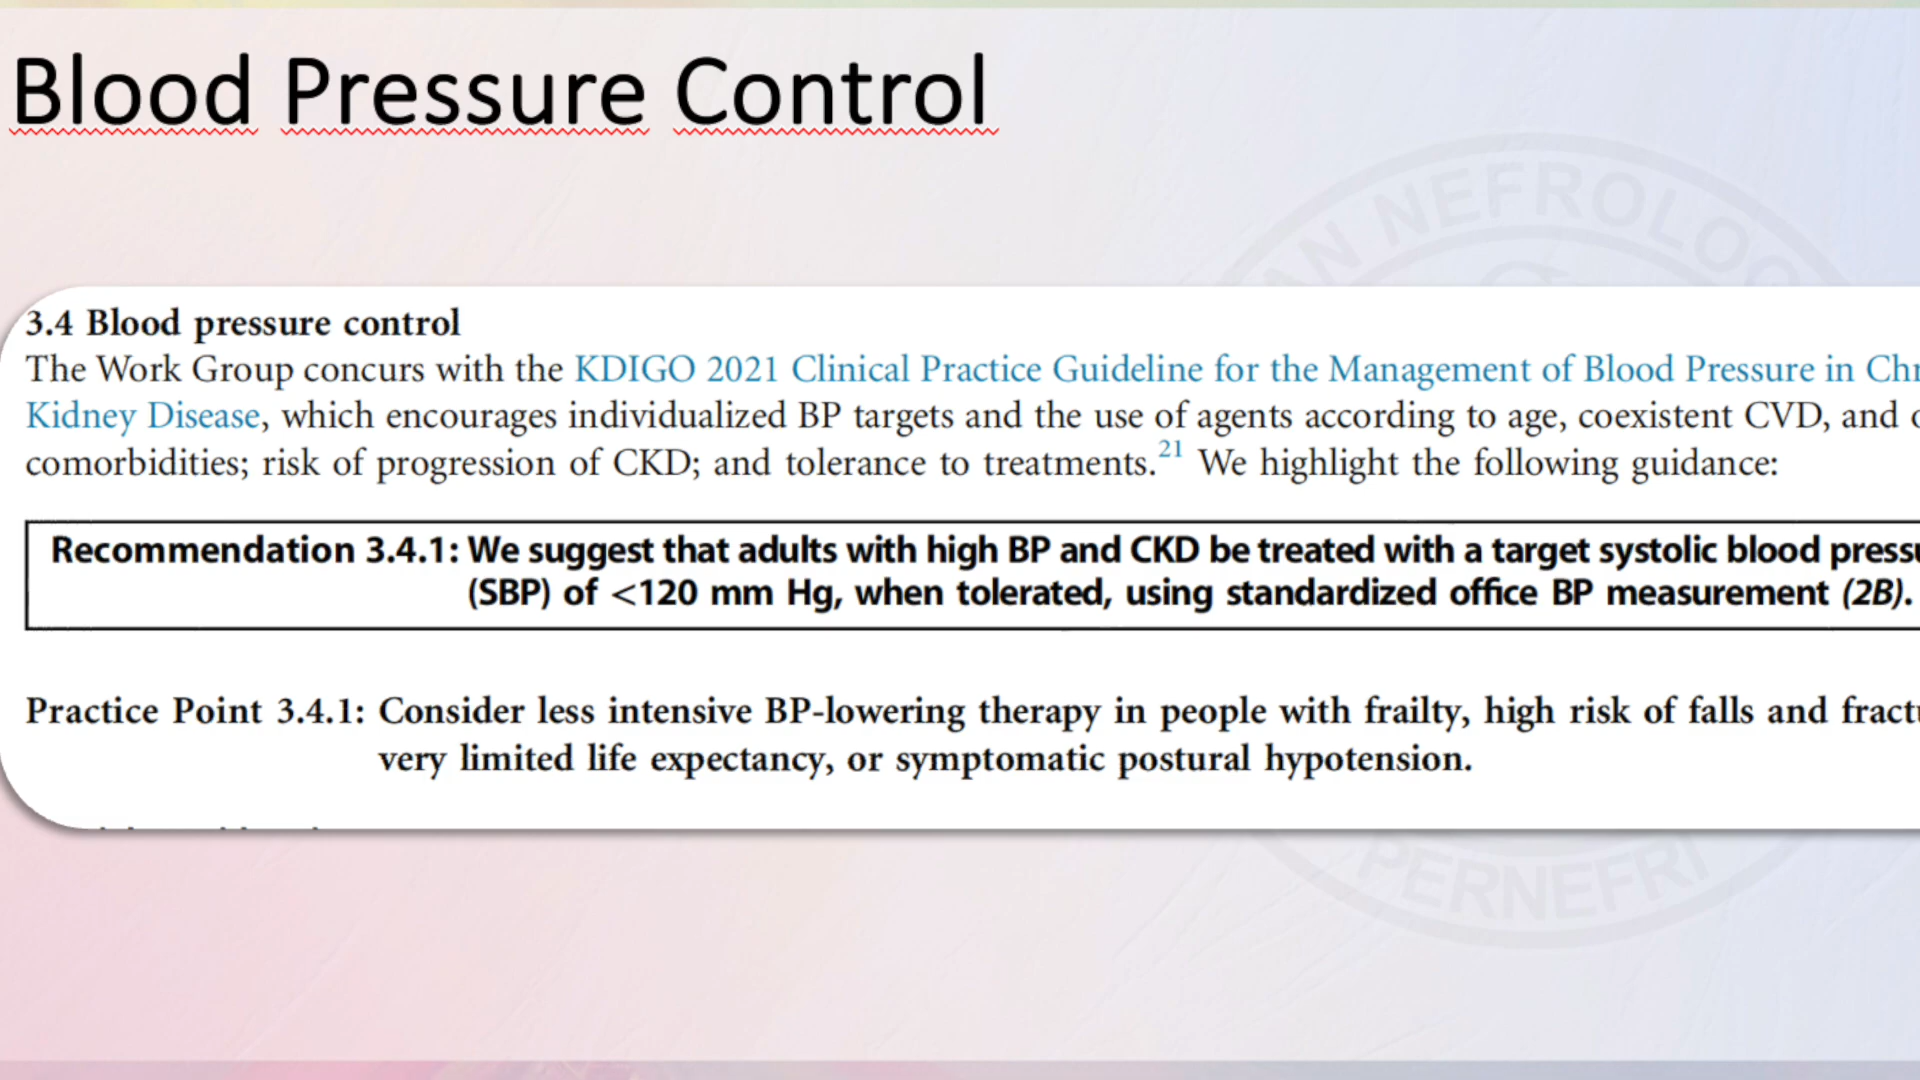 Blood Pressure Control
AN NEFROLOG
3.4 Blood pressure control
The Work Group concurs with the KDIGO 2021 Clinical Practice Guideline for the Management of Blood Pressure in Chr
Kidney Disease, which encourages individualized BP targets and the use of agents according to age, coexistent CVD, and
comorbidities; risk of progression of CKD; and tolerance to treatments.21 We highlight the following guidance:
Recommendation 3.4.1: We suggest that adults with high BP and CKD be treated with a target systolic blood pressu
(SBP) of <120 mm Hg, when tolerated, using standardized office BP measurement (2B).
Practice Point 3.4.1: Consider less intensive BP-lowering therapy in people with frailty, high risk of falls and fractu
very limited life expectancy, or symptomatic postural hypotension.
PERNEFRI